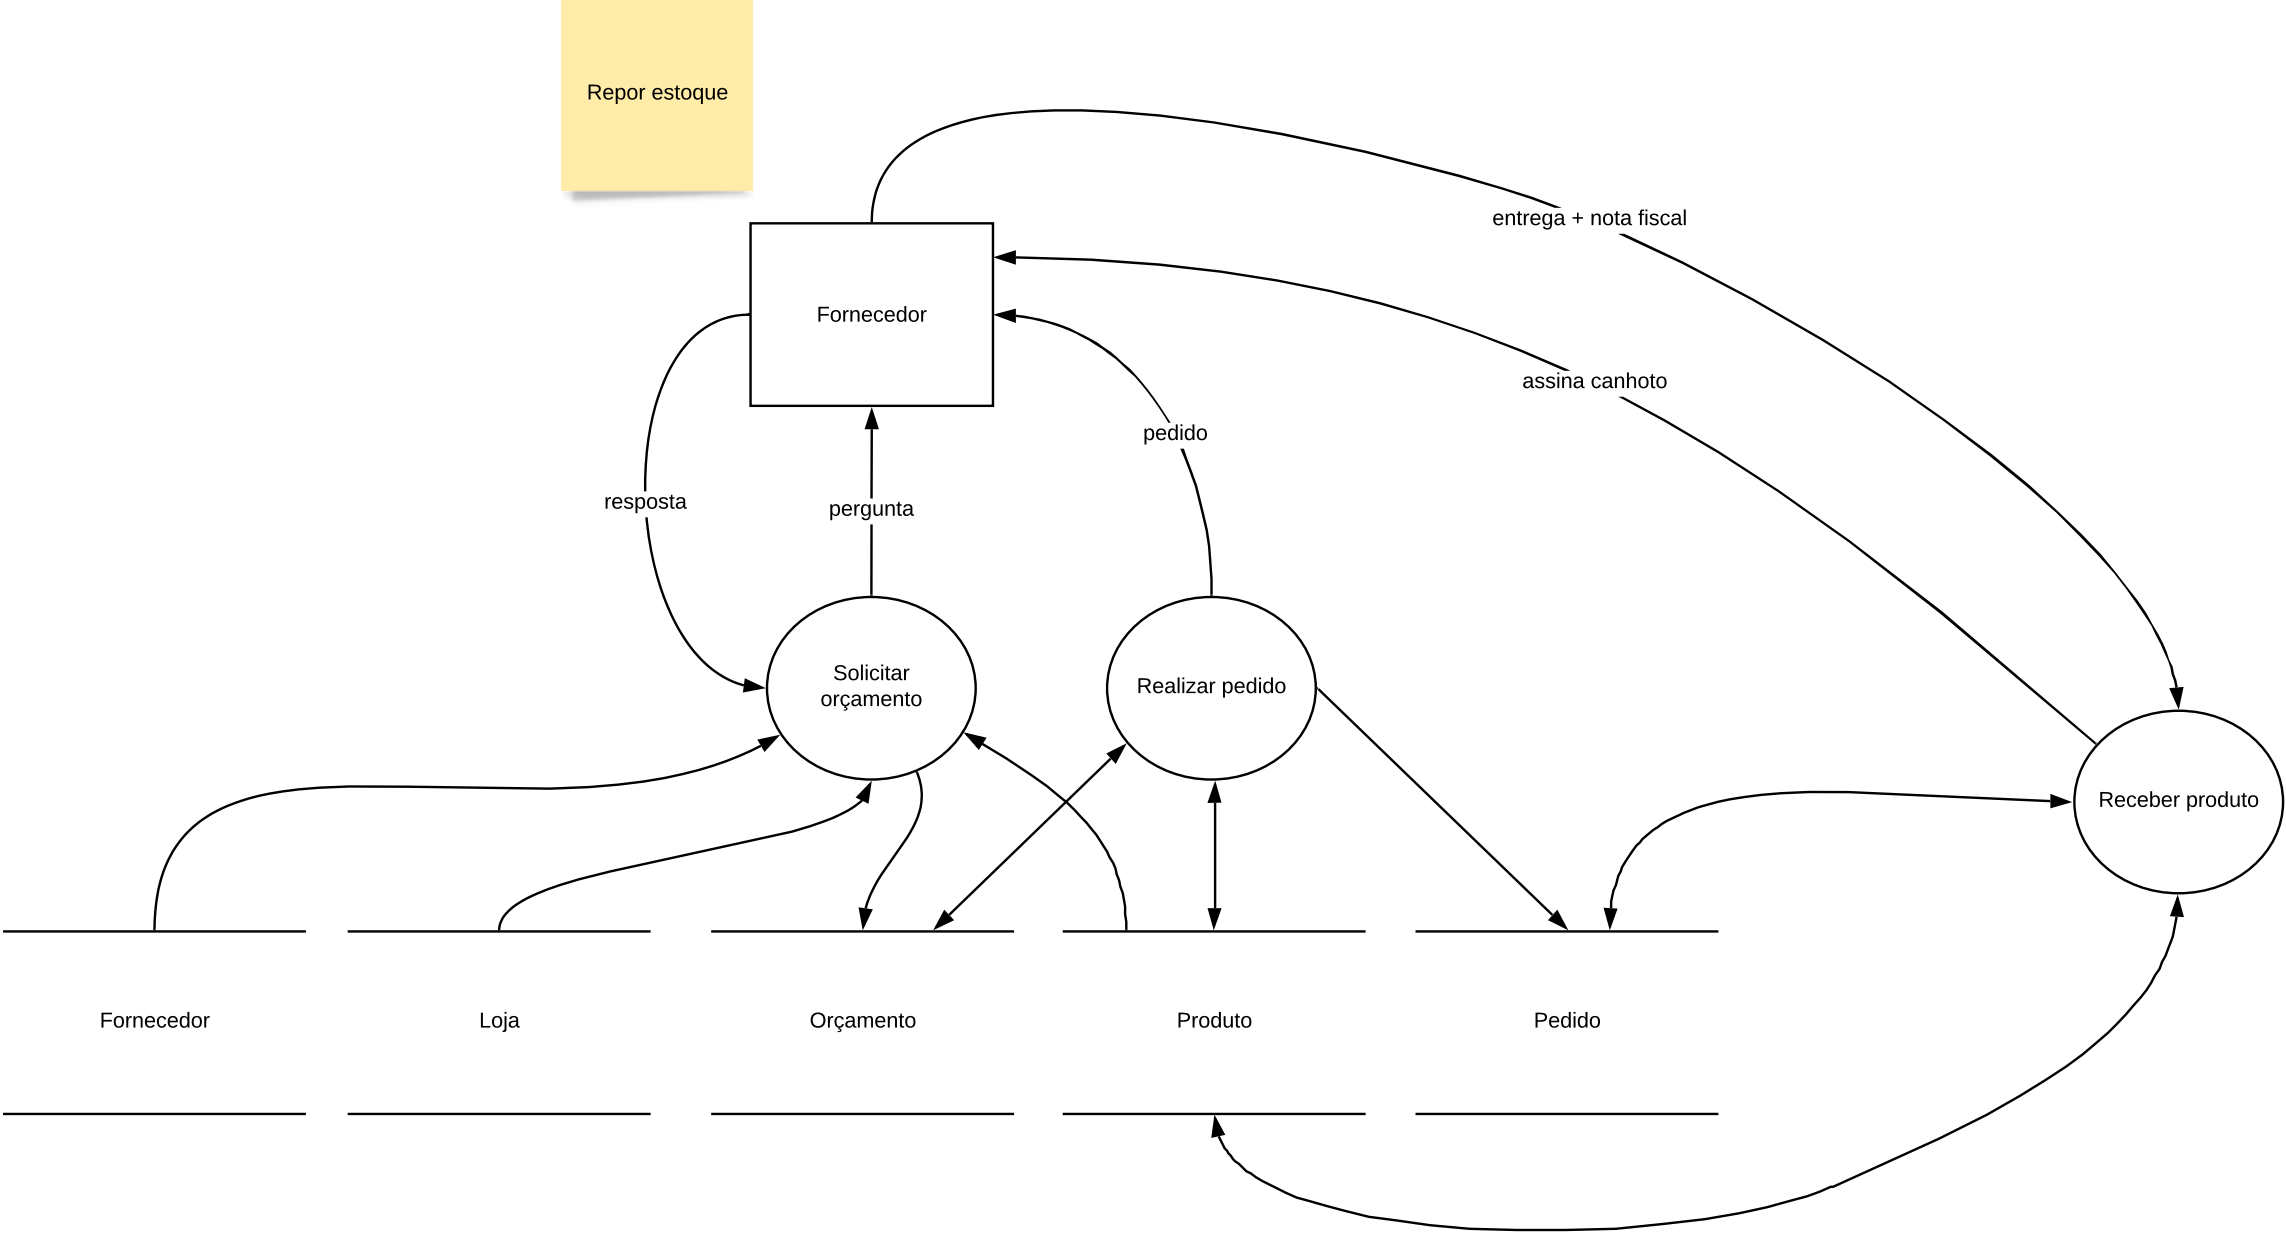 Repor estoque
entrega + nota fiscal
Fornecedor
assina canhoto
pedido
resposta
pergunta
Solicitar
orçamento
Realizar pedido
Receber produto
Fornecedor
Loja
Orçamento
Produto
Pedido